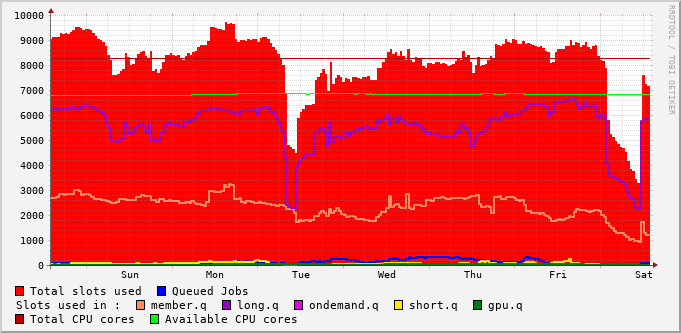 RRDTOOL / TOBI OETIKER
10000
9000
8000
7000
6000
5000
4000
3000
2000
1000
0
Sun Mon Tue Wed Thu Fri Sat
Total slots used Queued Jobs
Slots used in : member.q long.q ondemand.q short.q gpu.q
Total CPU cores Available CPU cores